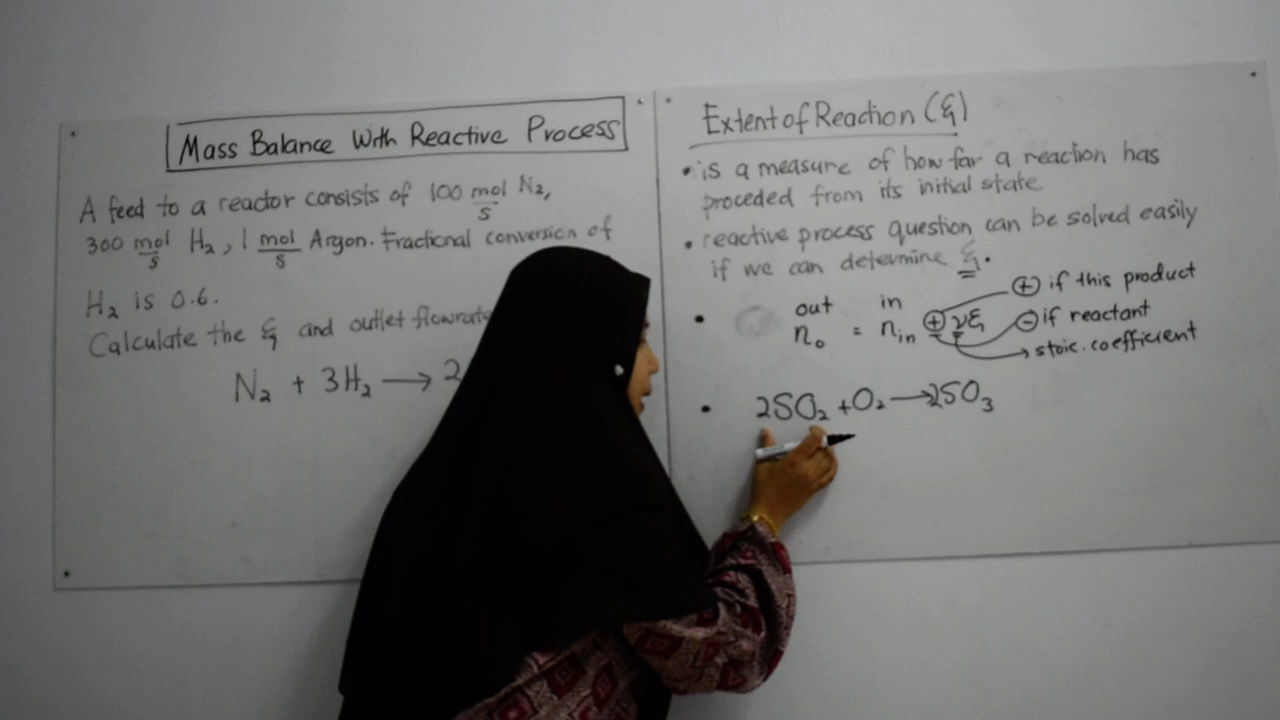 Mass Balance With Reactive Process
A feed to a reactor consists of 100 mol/s N₂,
300 mol/s H₂, 1 mol/s Argon. Fractional conversion of
H₂ is 0.6.
Calculate the ξ and outlet flowrate
N₂ + 3H₂ → 2
Extent of Reaction (ξ)
• is a measure of how far a reaction has
proceded from its initial state
• reactive process question can be solved easily
if we can determine ξ.
⊕ if this product
• out in
n₀ = nᵢₙ ⊕ νξ
⊖ if reactant
→ stoic. coefficient
• 2SO₂ + O₂ → 2SO₃